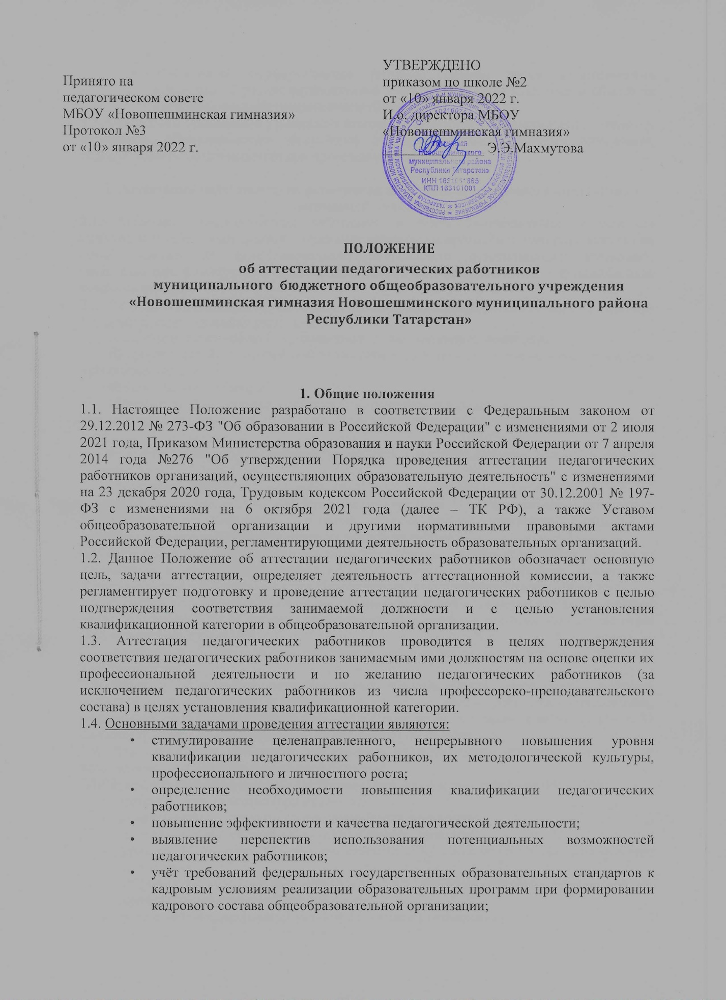 УТВЕРЖДЕНО
приказом по школе №2
от «10» января 2022 г.
И.о. директора МБОУ
«Новошешминская гимназия»
Э.Э.Махмутова
Принято на
педагогическом совете
МБОУ «Новошешминская гимназия»
Протокол №3
от «10» января 2022 г.
Новошешминского
муниципального района
Республики Татарстан»
ИНН
КПП 163101001
ПОЛОЖЕНИЕ
об аттестации педагогических работников
муниципального бюджетного общеобразовательного учреждения
«Новошешминская гимназия Новошешминского муниципального района
Республики Татарстан»
1. Общие положения
1.1. Настоящее Положение разработано в соответствии с Федеральным законом от
29.12.2012 № 273-ФЗ "Об образовании в Российской Федерации" с изменениями от 2 июля
2021 года, Приказом Министерства образования и науки Российской Федерации от 7 апреля
2014 года №276 "Об утверждении Порядка проведения аттестации педагогических
работников организаций, осуществляющих образовательную деятельность" с изменениями
на 23 декабря 2020 года, Трудовым кодексом Российской Федерации от 30.12.2001 № 197-
ФЗ с изменениями на 6 октября 2021 года (далее – ТК РФ), а также Уставом
общеобразовательной организации и другими нормативными правовыми актами
Российской Федерации, регламентирующими деятельность образовательных организаций.
1.2. Данное Положение об аттестации педагогических работников обозначает основную
цель, задачи аттестации, определяет деятельность аттестационной комиссии, а также
регламентирует подготовку и проведение аттестации педагогических работников с целью
подтверждения соответствия занимаемой должности и с целью установления
квалификационной категории в общеобразовательной организации.
1.3. Аттестация педагогических работников проводится в целях подтверждения
соответствия педагогических работников занимаемым ими должностям на основе оценки их
профессиональной деятельности и по желанию педагогических работников (за
исключением педагогических работников из числа профессорско-преподавательского
состава) в целях установления квалификационной категории.
1.4. Основными задачами проведения аттестации являются:
• стимулирование целенаправленного, непрерывного повышения уровня
квалификации педагогических работников, их методологической культуры,
профессионального и личностного роста;
• определение необходимости повышения квалификации педагогических
работников;
• повышение эффективности и качества педагогической деятельности;
• выявление перспектив использования потенциальных возможностей
педагогических работников;
• учёт требований федеральных государственных образовательных стандартов к
кадровым условиям реализации образовательных программ при формировании
кадрового состава общеобразовательной организации;